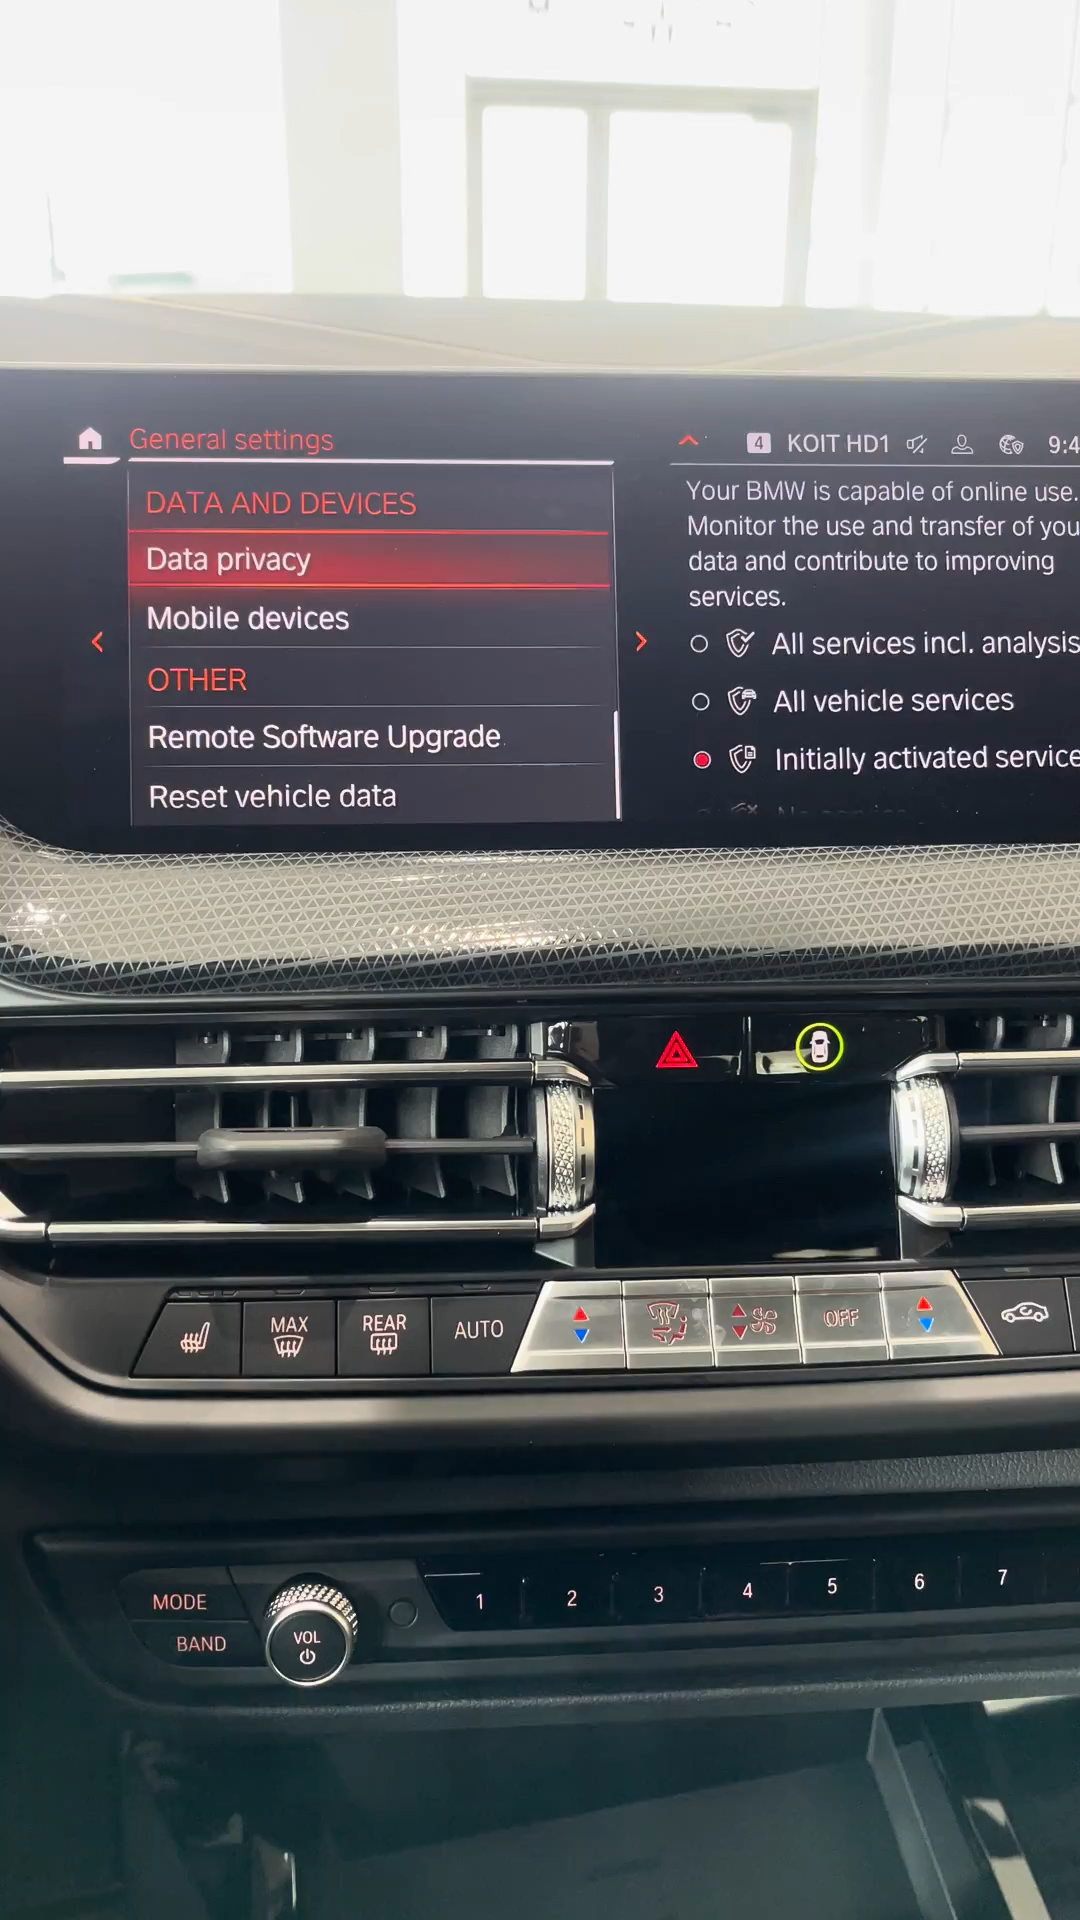 General settings
4 KOIT HD1 9:4
DATA AND DEVICES
Data privacy
Mobile devices
OTHER
Remote Software Upgrade
Reset vehicle data
Your BMW is capable of online use.
Monitor the use and transfer of you
data and contribute to improving
services.
All services incl. analysis
All vehicle services
Initially activated service
MAX
REAR
AUTO
OFF
MODE
BAND
VOL
1 2 3 4 5 6 7